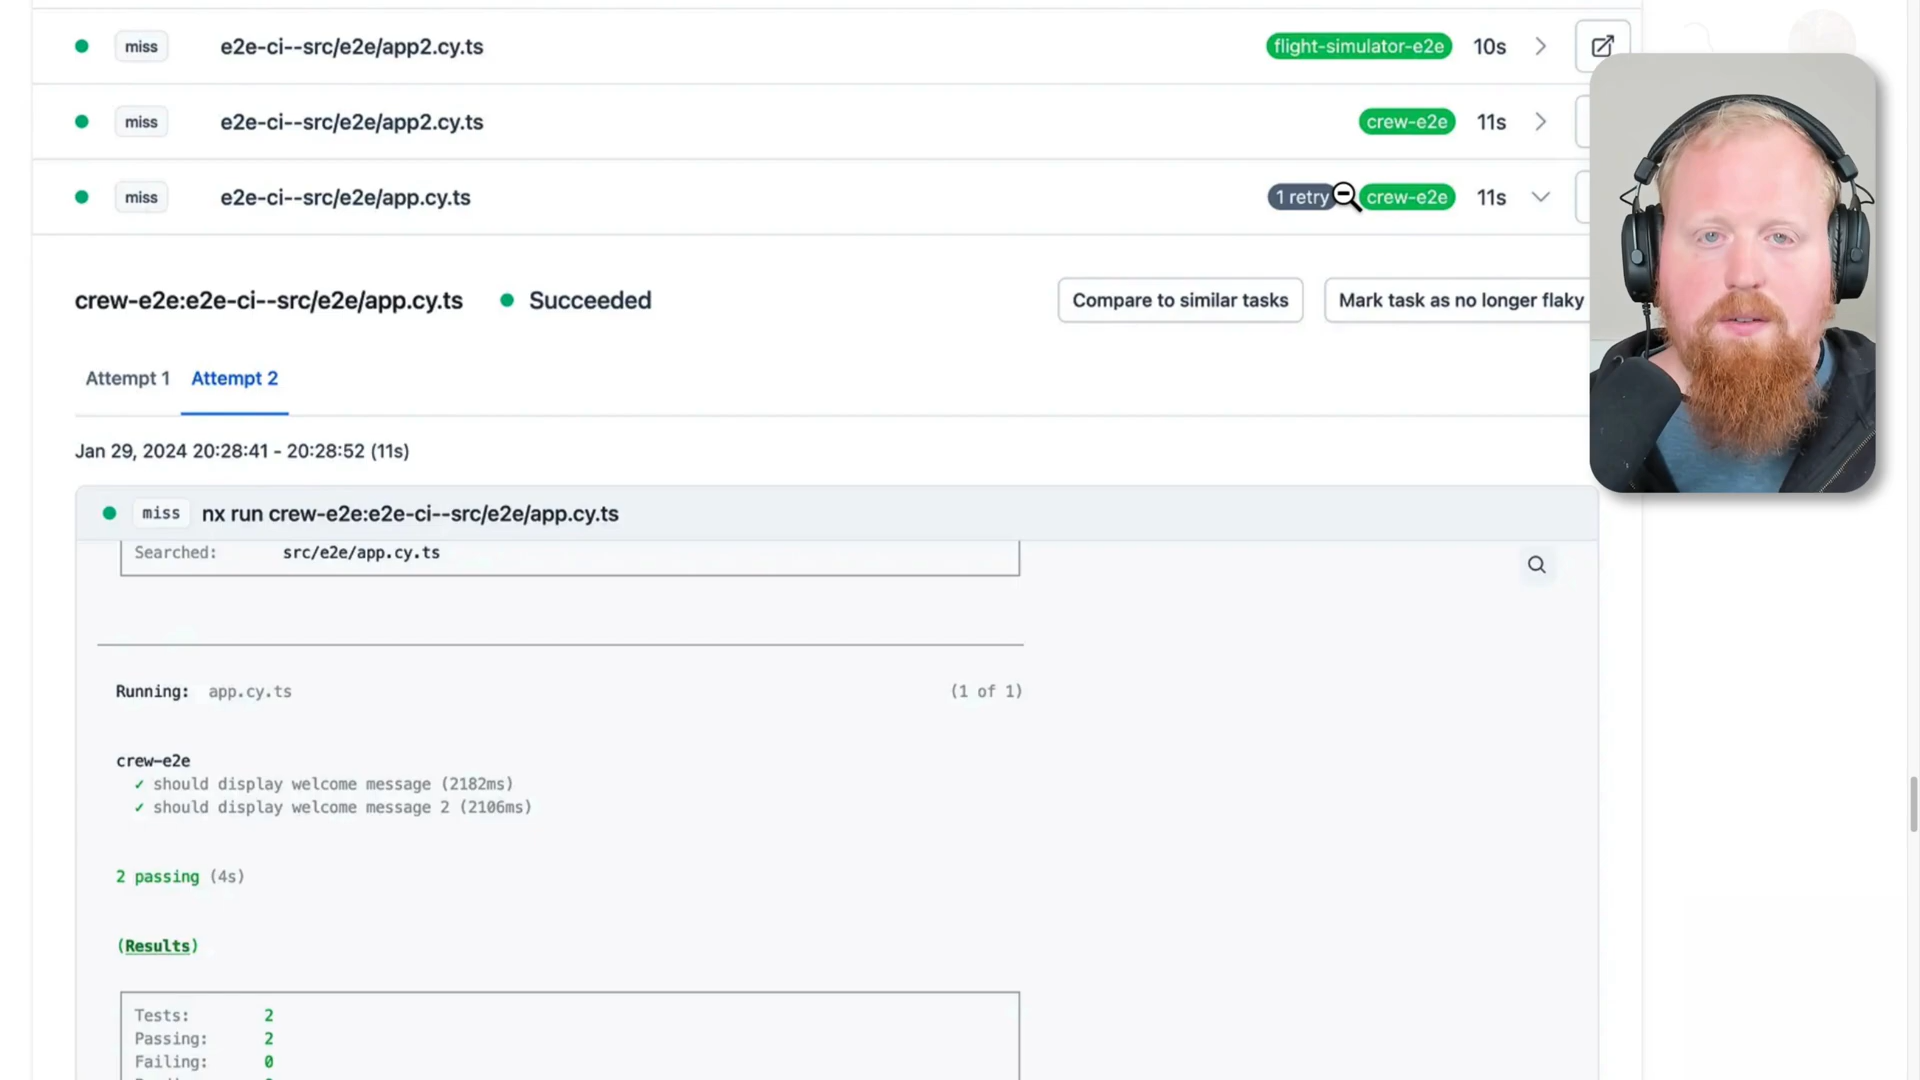 miss e2e-ci--src/e2e/app2.cy.ts flight-simulator-e2e 10s
miss e2e-ci--src/e2e/app2.cy.ts crew-e2e 11s
miss e2e-ci--src/e2e/app.cy.ts 1 retry crew-e2e 11s
crew-e2e:e2e-ci--src/e2e/app.cy.ts Succeeded Compare to similar tasks Mark task as no longer flaky
Attempt 1 Attempt 2
Jan 29, 2024 20:28:41 - 20:28:52 (11s)
miss nx run crew-e2e:e2e-ci--src/e2e/app.cy.ts
Searched: src/e2e/app.cy.ts
Running: app.cy.ts (1 of 1)
crew-e2e
✓ should display welcome message (2182ms)
✓ should display welcome message 2 (2106ms)
2 passing (4s)
(Results)
Tests: 2
Passing: 2
Failing: 0